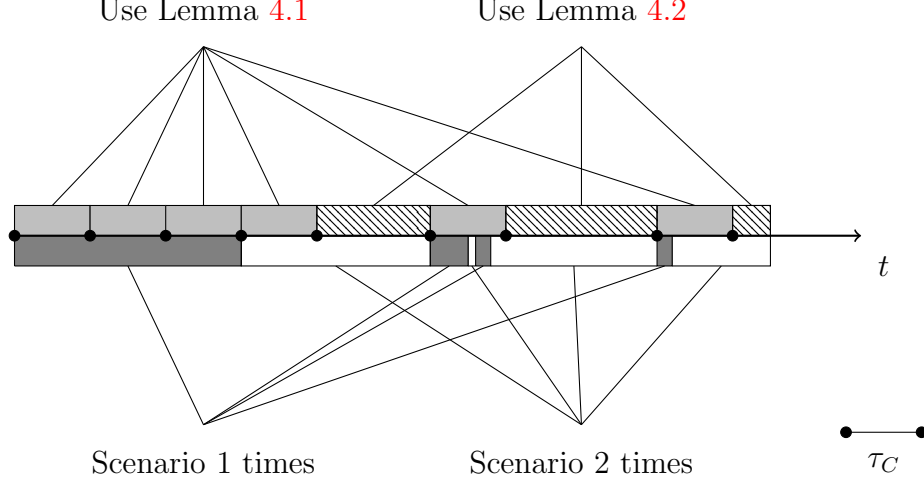 Use Lemma 4.1
Use Lemma 4.2
t
Scenario 1 times
Scenario 2 times
τ_C